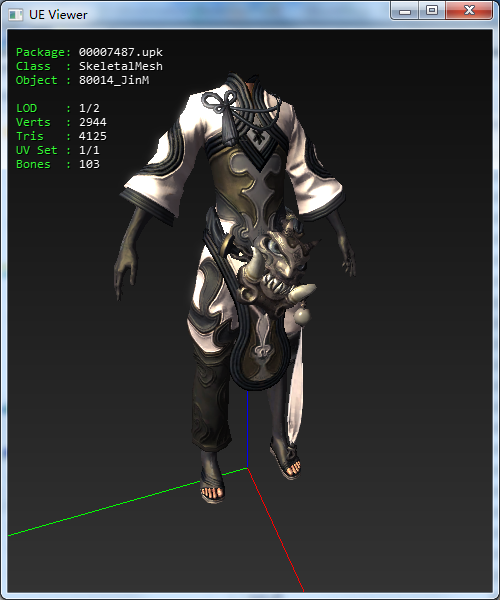 UE Viewer
Package: 00007487.upk
Class  : SkeletalMesh
Object : 80014_JinM
LOD    : 1/2
Verts  : 2944
Tris   : 4125
UV Set : 1/1
Bones  : 103